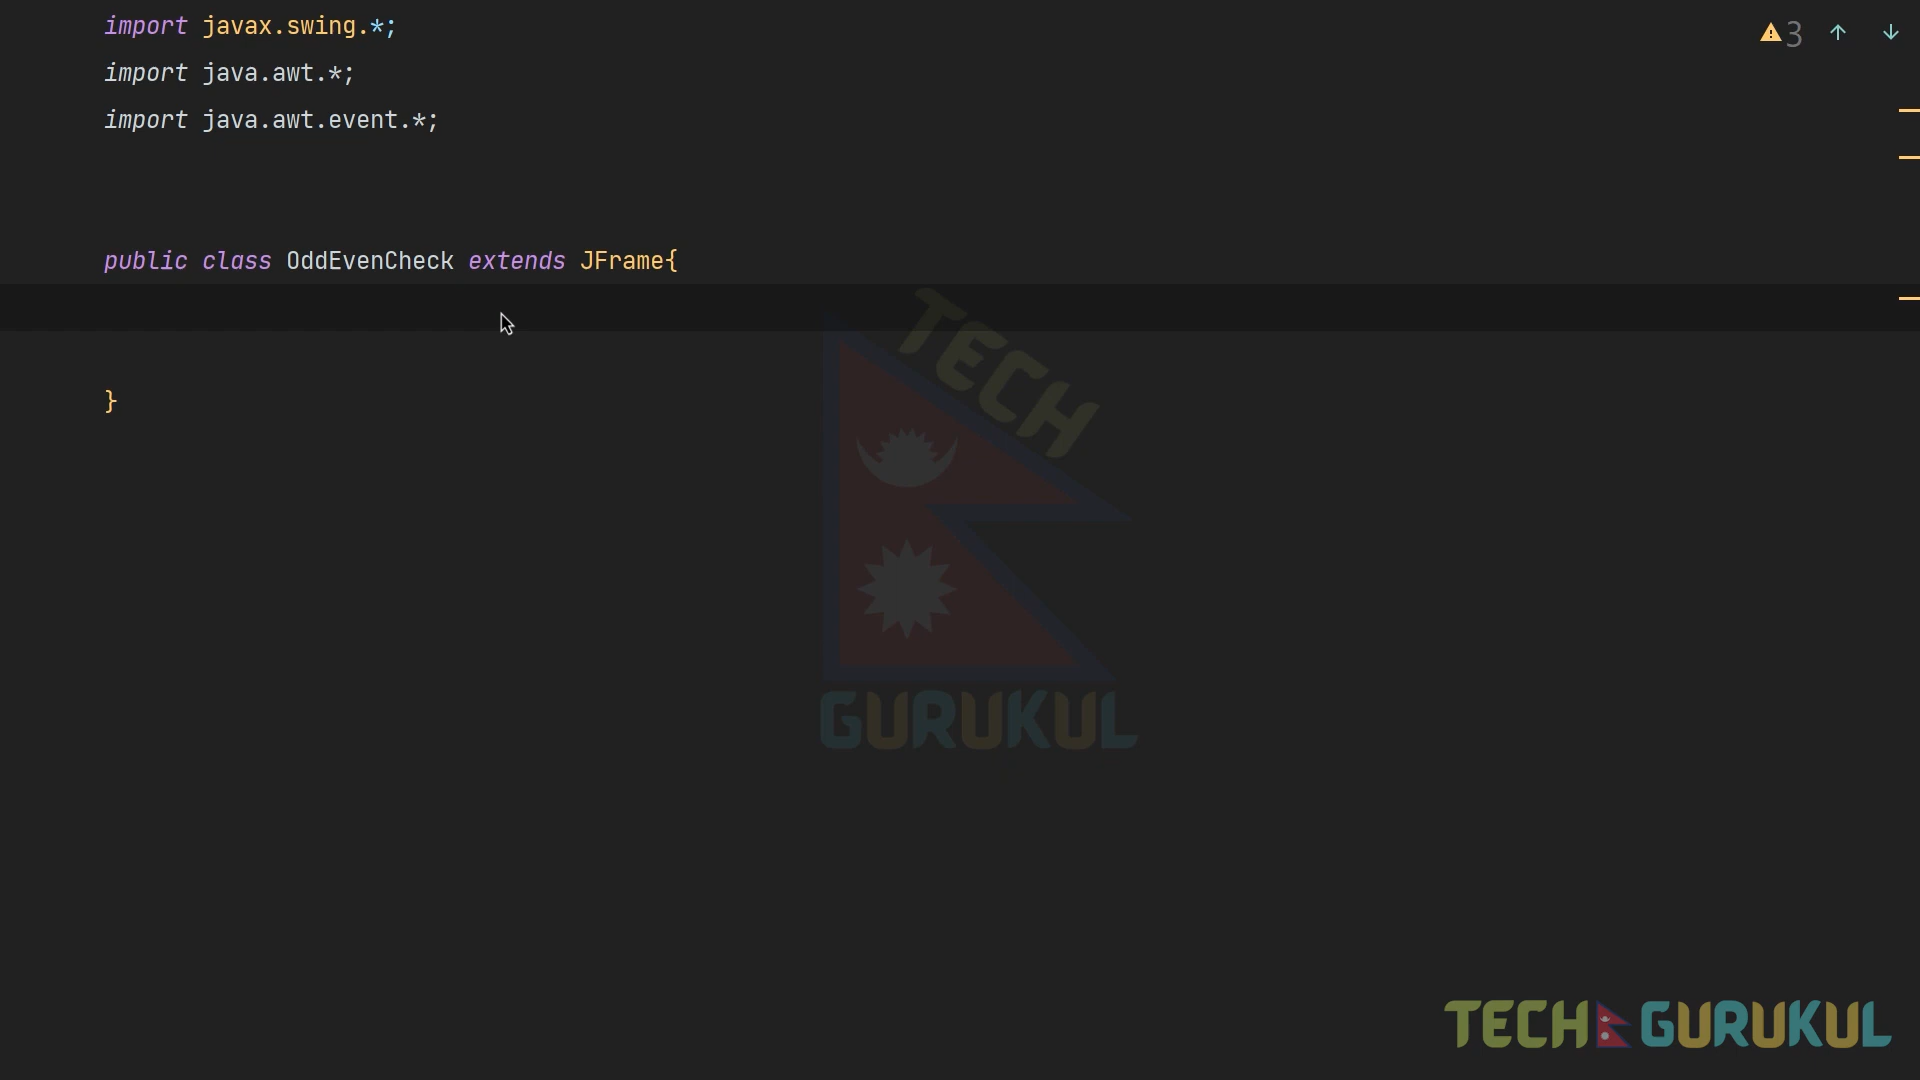 import javax.swing.*;
3
import java.awt.*;
import java.awt.event.*;
public class OddEvenCheck extends JFrame{
}
TECH
GURUKUL
TECH GURUKUL